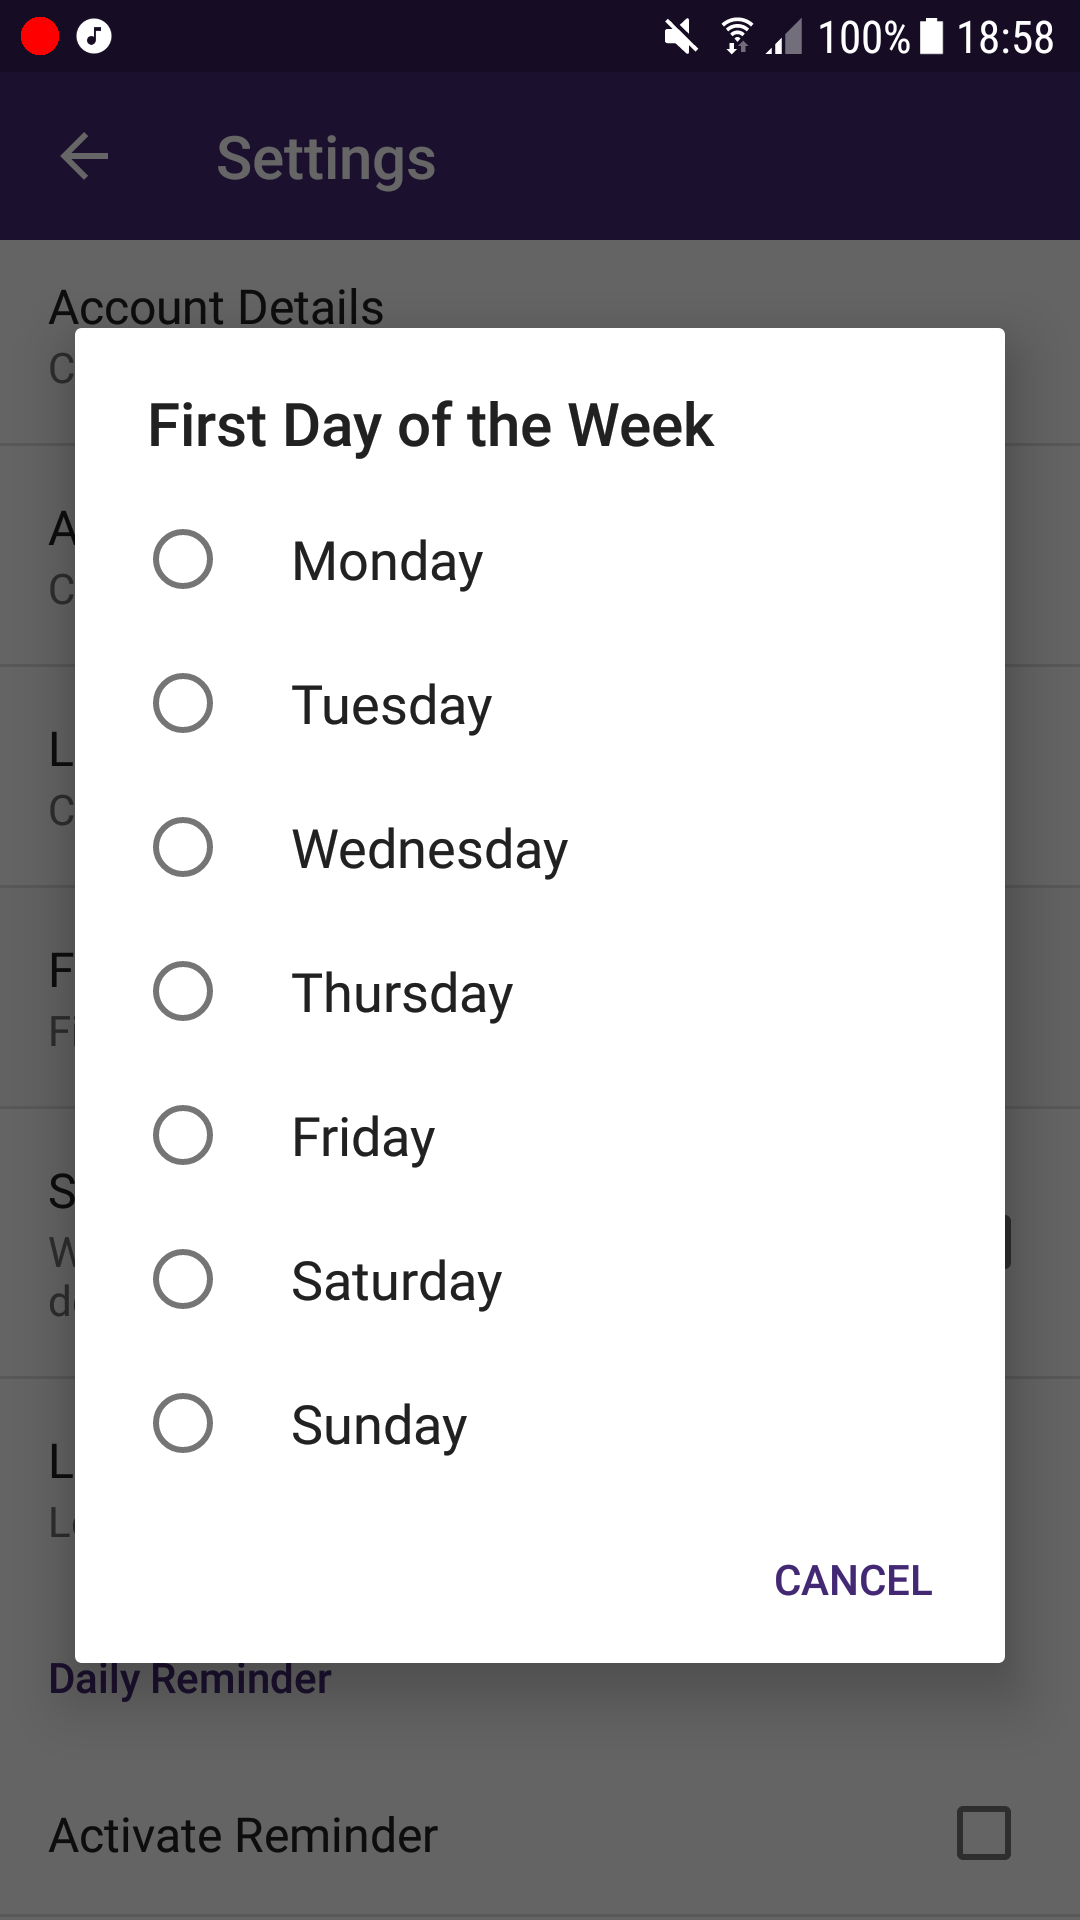 100% 18:58
Settings
Account Details
First Day of the Week
Monday
Tuesday
Wednesday
Thursday
Friday
Saturday
Sunday
CANCEL
Daily Reminder
Activate Reminder